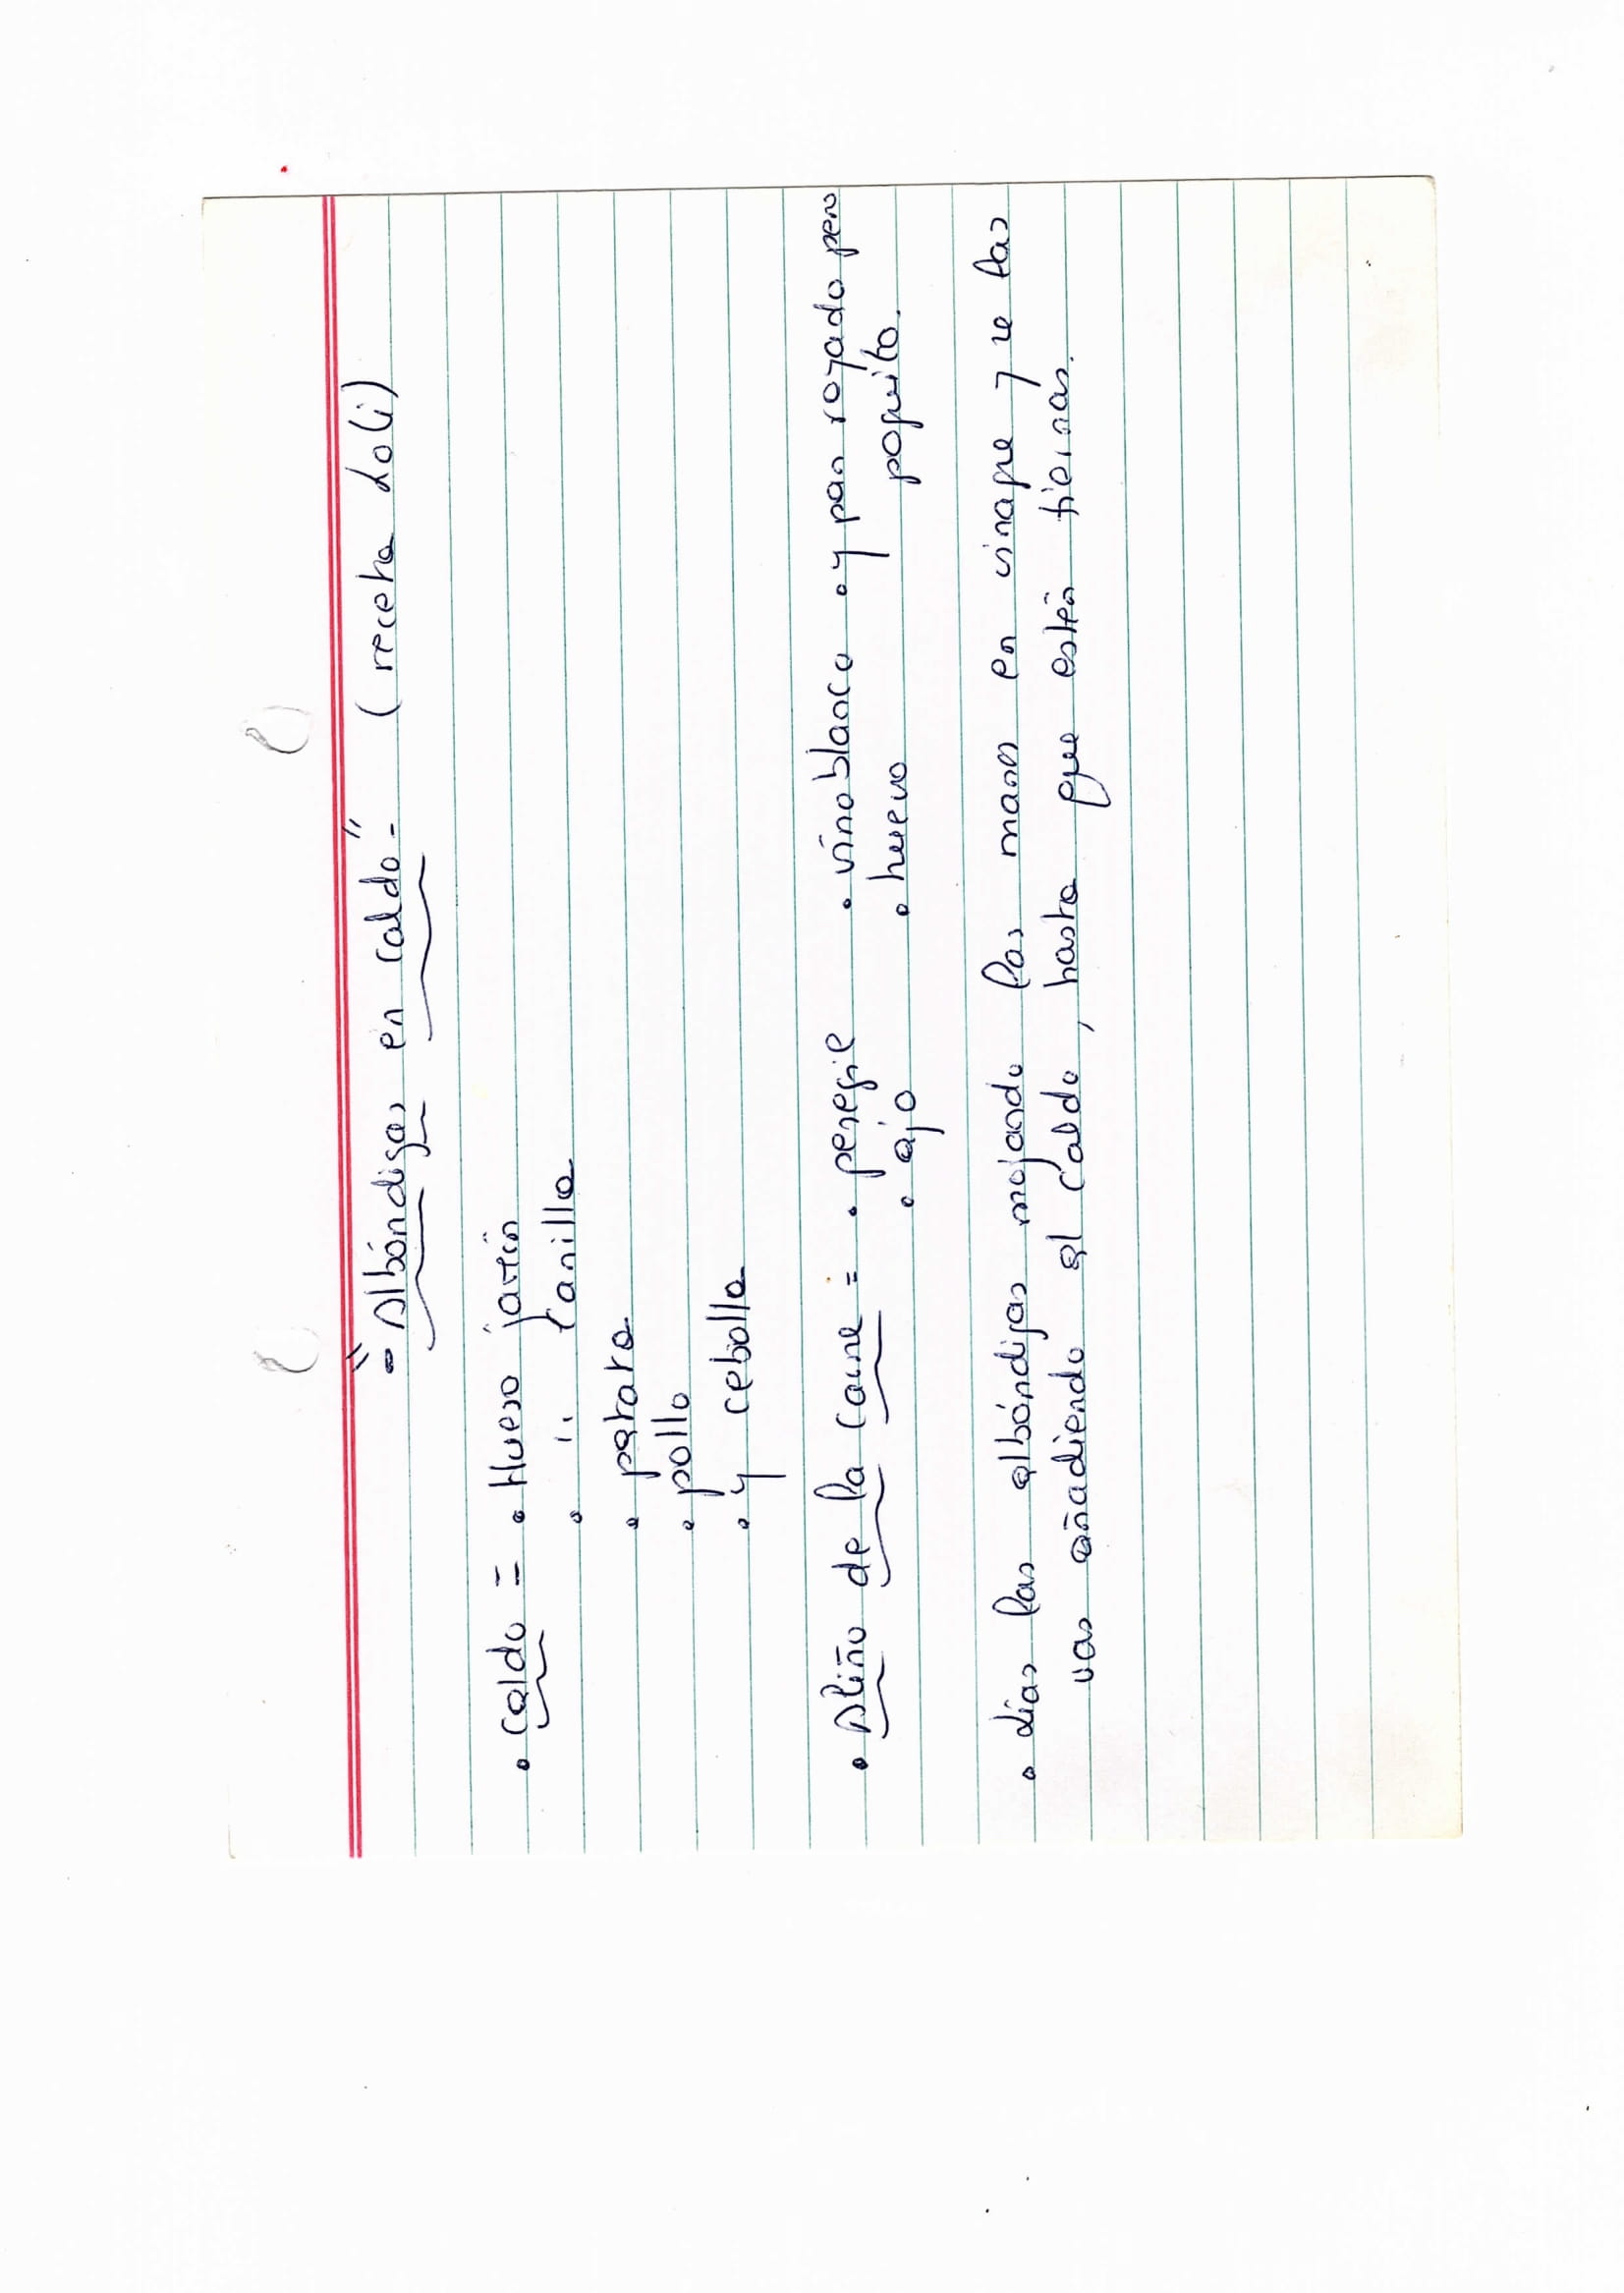 "- Albóndigas en caldo-" (receta Loli)
• Caldo = • Hueso jamón
• " canilla
• patata
• pollo
• y cebolla
• Aliño de la carne = • peregil • vino blanco • y pan rayado pero
• ajo • huevo poquito.
• Lías las albóndigas mojando las manos en vinagre y se las
vas añadiendo al caldo, hasta que estén tiernas.